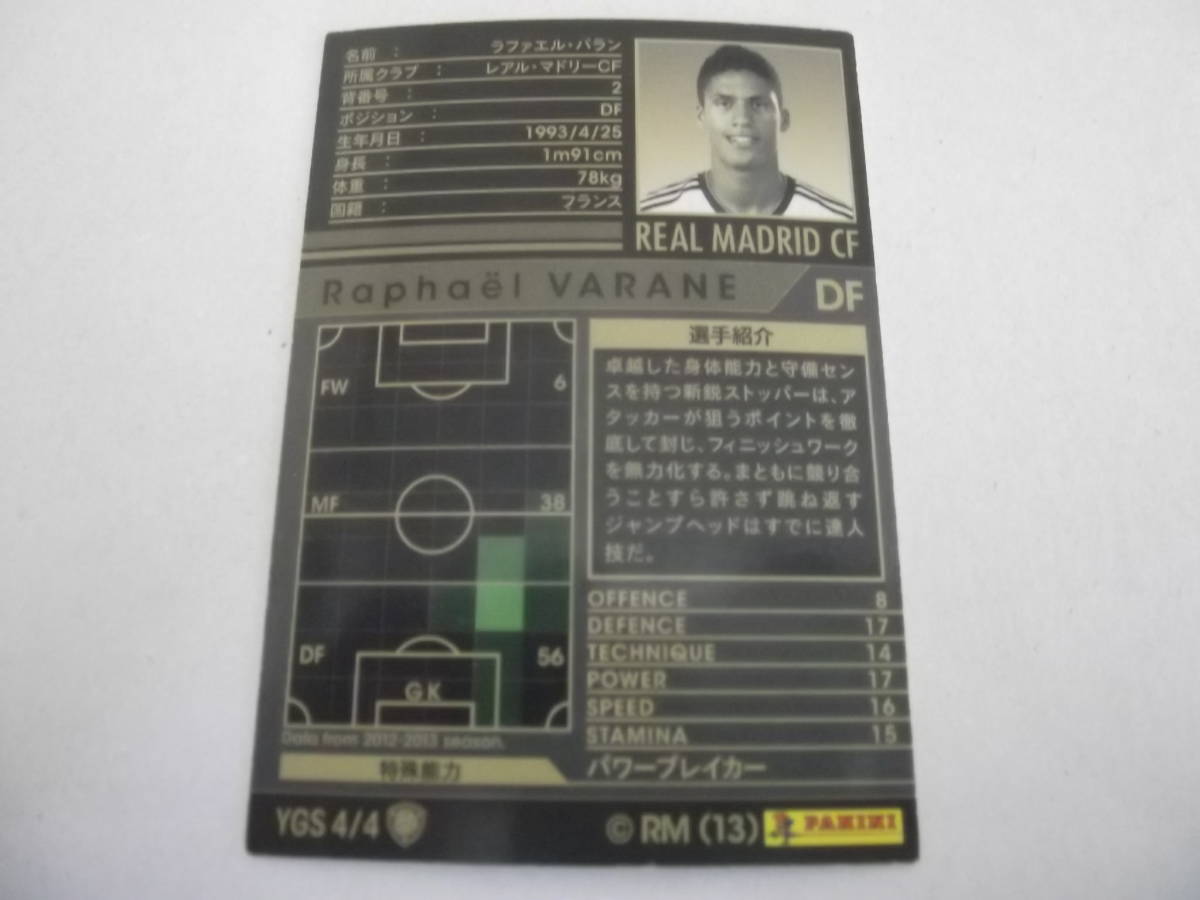 名前 : ラファエル・バラン
所属クラブ : レアル・マドリーCF
背番号 : 2
ポジション : DF
生年月日 : 1993/4/25
身長 : 1m91cm
体重 : 78kg
国籍 : フランス
REAL MADRID CF
Raphaël VARANE
DF
FW 6
MF 38
DF 56
GK
Data from 2012-2013 season.
選手紹介
卓越した身体能力と守備セン
スを持つ新鋭ストッパーは、ア
タッカーが狙うポイントを徹
底して封じ、フィニッシュワーク
を無力化する。まともに競り合
うことすら許さず跳ね返す
ジャンプヘッドはすでに達人
技だ。
OFFENCE 8
DEFENCE 17
TECHNIQUE 14
POWER 17
SPEED 16
STAMINA 15
特殊能力 パワーブレイカー
YGS 4/4
© RM (13) PANINI